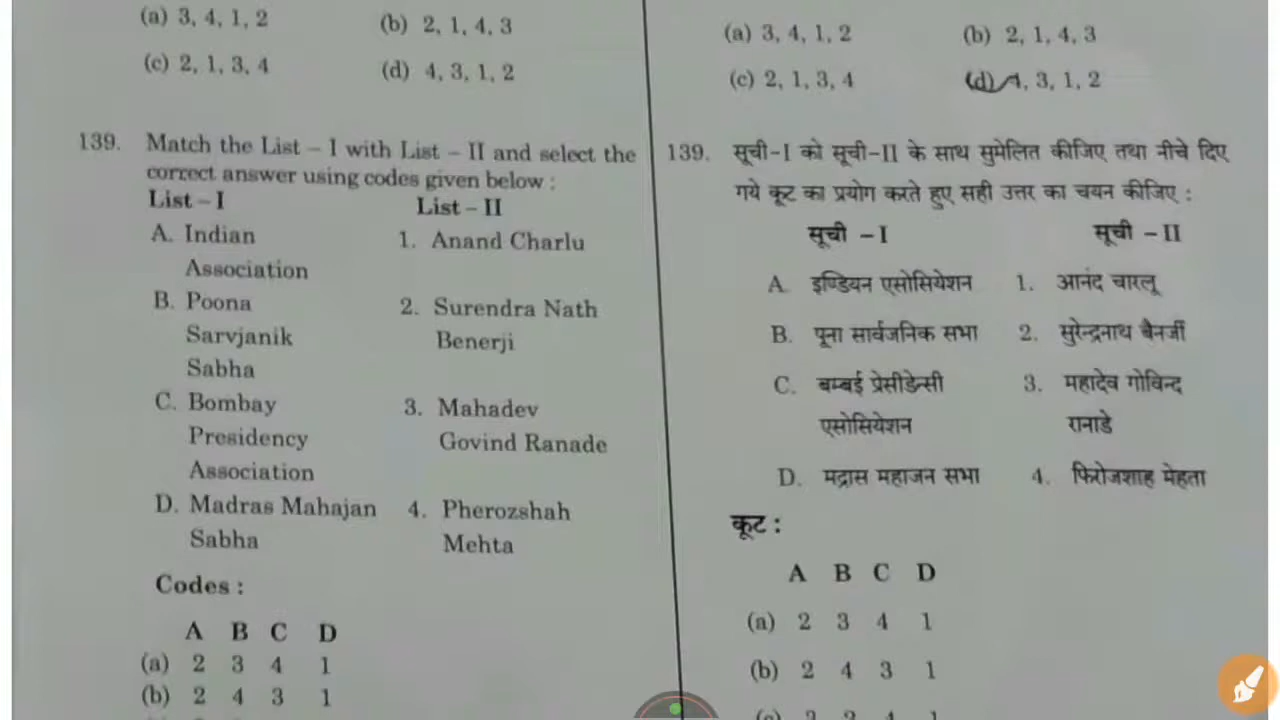 (a) 3, 4, 1, 2 (b) 2, 1, 4, 3
(c) 2, 1, 3, 4 (d) 4, 3, 1, 2
139. Match the List – I with List – II and select the
correct answer using codes given below :
List – I List – II
A. Indian 1. Anand Charlu
Association
B. Poona 2. Surendra Nath
Sarvjanik Benerji
Sabha
C. Bombay 3. Mahadev
Presidency Govind Ranade
Association
D. Madras Mahajan 4. Pherozshah
Sabha Mehta
Codes :
A B C D
(a) 2 3 4 1
(b) 2 4 3 1
(a) 3, 4, 1, 2 (b) 2, 1, 4, 3
(c) 2, 1, 3, 4 (d) 4, 3, 1, 2
139. सूची-I को सूची-II के साथ सुमेलित कीजिए तथा नीचे दिए
गये कूट का प्रयोग करते हुए सही उत्तर का चयन कीजिए :
सूची – I सूची – II
A. इण्डियन एसोसियेशन 1. आनंद चारलू
B. पूना सार्वजनिक सभा 2. सुरेन्द्रनाथ बैनर्जी
C. बम्बई प्रेसीडेन्सी 3. महादेव गोविन्द
एसोसियेशन रानाडे
D. मद्रास महाजन सभा 4. फिरोजशाह मेहता
कूट :
A B C D
(a) 2 3 4 1
(b) 2 4 3 1